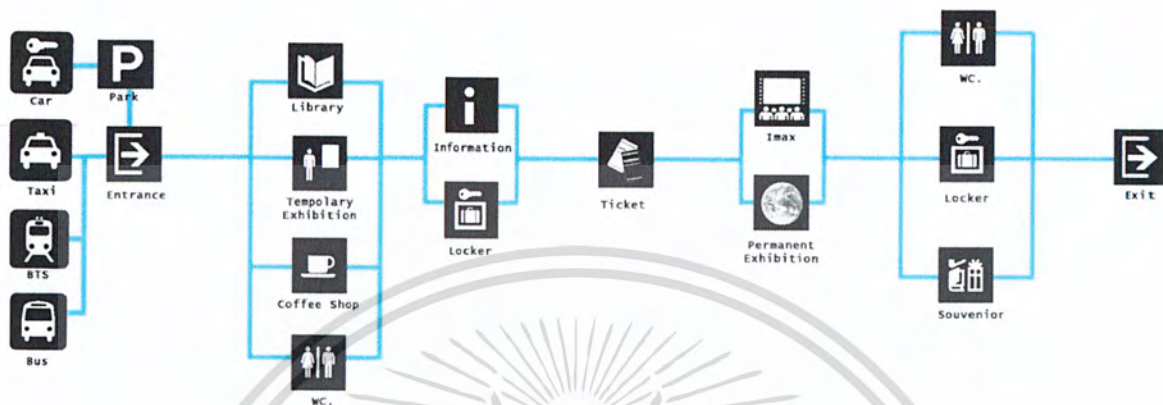 P
Car
Park
Taxi
Entrance
BTS
Bus
Library
Tempolary
Exhibition
Coffee Shop
WC.
i
Information
Locker
Ticket
Imax
Permanent
Exhibition
WC.
Locker
Souvenior
Exit